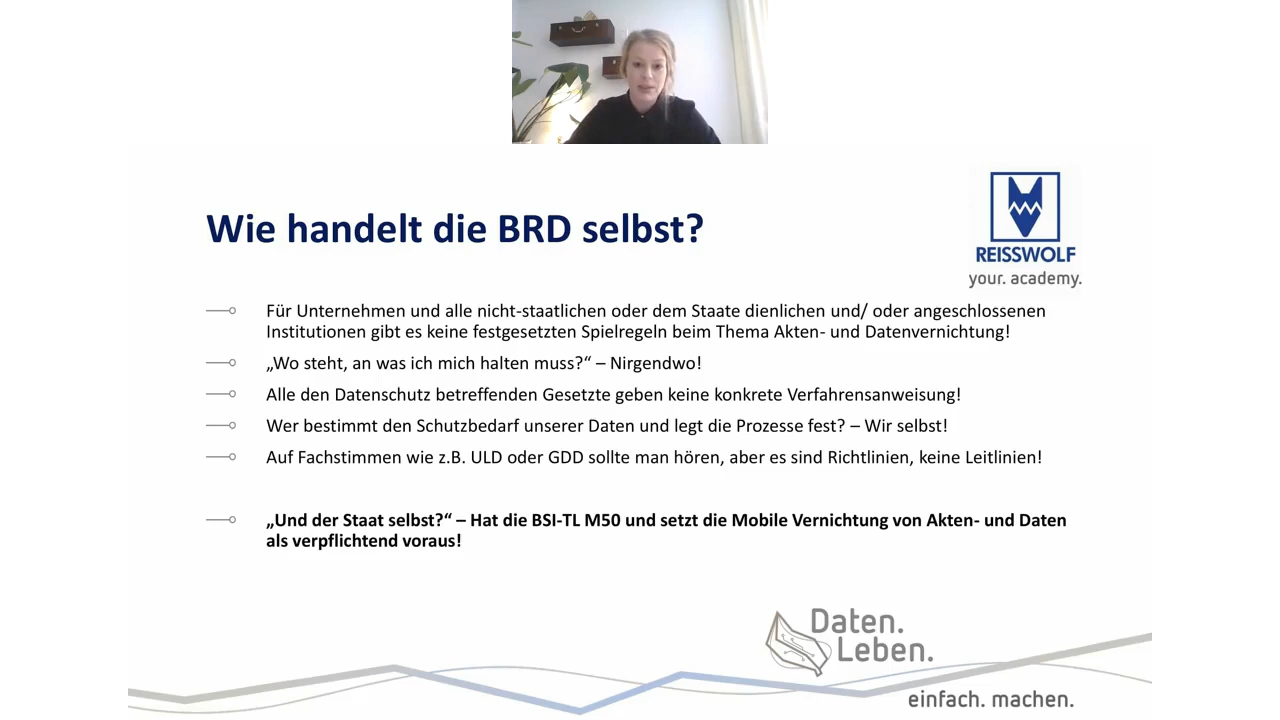 Wie handelt die BRD selbst?
REISSWOLF
your. academy.
Für Unternehmen und alle nicht-staatlichen oder dem Staate dienlichen und/ oder angeschlossenen
Institutionen gibt es keine festgesetzten Spielregeln beim Thema Akten- und Datenvernichtung!
„Wo steht, an was ich mich halten muss?“ – Nirgendwo!
Alle den Datenschutz betreffenden Gesetzte geben keine konkrete Verfahrensanweisung!
Wer bestimmt den Schutzbedarf unserer Daten und legt die Prozesse fest? – Wir selbst!
Auf Fachstimmen wie z.B. ULD oder GDD sollte man hören, aber es sind Richtlinien, keine Leitlinien!
„Und der Staat selbst?“ – Hat die BSI-TL M50 und setzt die Mobile Vernichtung von Akten- und Daten
als verpflichtend voraus!
Daten.
Leben.
einfach. machen.